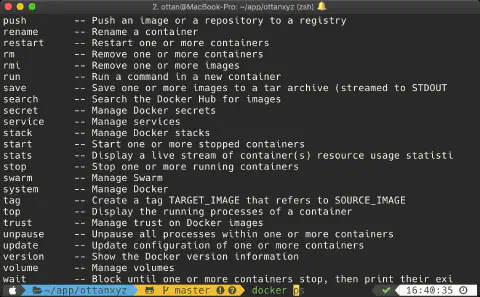 2. ottan@MacBook-Pro: ~/app/ottanxyz (zsh)
push -- Push an image or a repository to a registry
rename -- Rename a container
restart -- Restart one or more containers
rm -- Remove one or more containers
rmi -- Remove one or more images
run -- Run a command in a new container
save -- Save one or more images to a tar archive (streamed to STDOUT
search -- Search the Docker Hub for images
secret -- Manage Docker secrets
service -- Manage services
stack -- Manage Docker stacks
start -- Start one or more stopped containers
stats -- Display a live stream of container(s) resource usage statisti
stop -- Stop one or more running containers
swarm -- Manage Swarm
system -- Manage Docker
tag -- Create a tag TARGET_IMAGE that refers to SOURCE_IMAGE
top -- Display the running processes of a container
trust -- Manage trust on Docker images
unpause -- Unpause all processes within one or more containers
update -- Update configuration of one or more containers
version -- Show the Docker version information
volume -- Manage volumes
wait -- Block until one or more containers stop, then print their exi
~/app/ottanxyz master docker ps 16:40:35